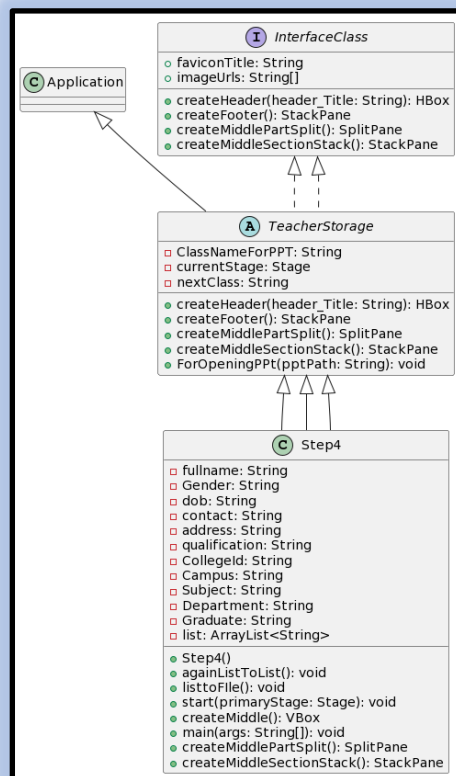 I InterfaceClass
faviconTitle: String
imageUrls: String[]
createHeader(header_Title: String): HBox
createFooter(): StackPane
createMiddlePartSplit(): SplitPane
createMiddleSectionStack(): StackPane
C Application
A TeacherStorage
ClassNameForPPT: String
currentStage: Stage
nextClass: String
createHeader(header_Title: String): HBox
createFooter(): StackPane
createMiddlePartSplit(): SplitPane
createMiddleSectionStack(): StackPane
ForOpeningPPt(pptPath: String): void
C Step4
fullname: String
Gender: String
dob: String
contact: String
address: String
qualification: String
CollegeId: String
Campus: String
Subject: String
Department: String
Graduate: String
list: ArrayList<String>
Step4()
againListToList(): void
listtoFIle(): void
start(primaryStage: Stage): void
createMiddle(): VBox
main(args: String[]): void
createMiddlePartSplit(): SplitPane
createMiddleSectionStack(): StackPane